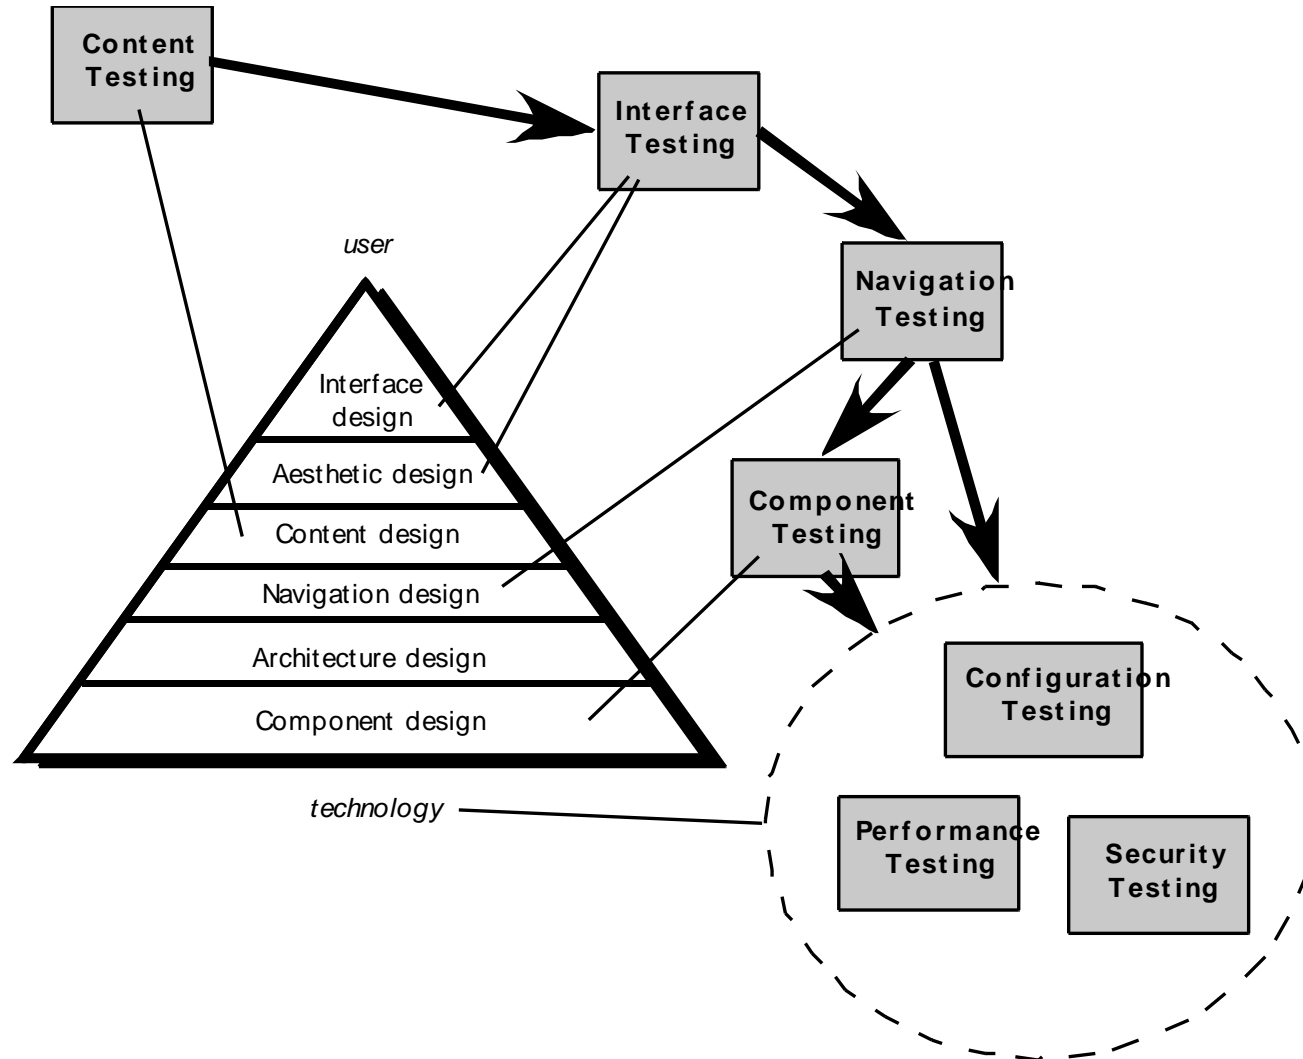 Content
Testing
Interface
Testing
user
Navigation
Testing
Interface
design
Aesthetic design
Component
Testing
Content design
Navigation design
Architecture design
Configuration
Testing
Component design
technology
Performance
Testing
Security
Testing